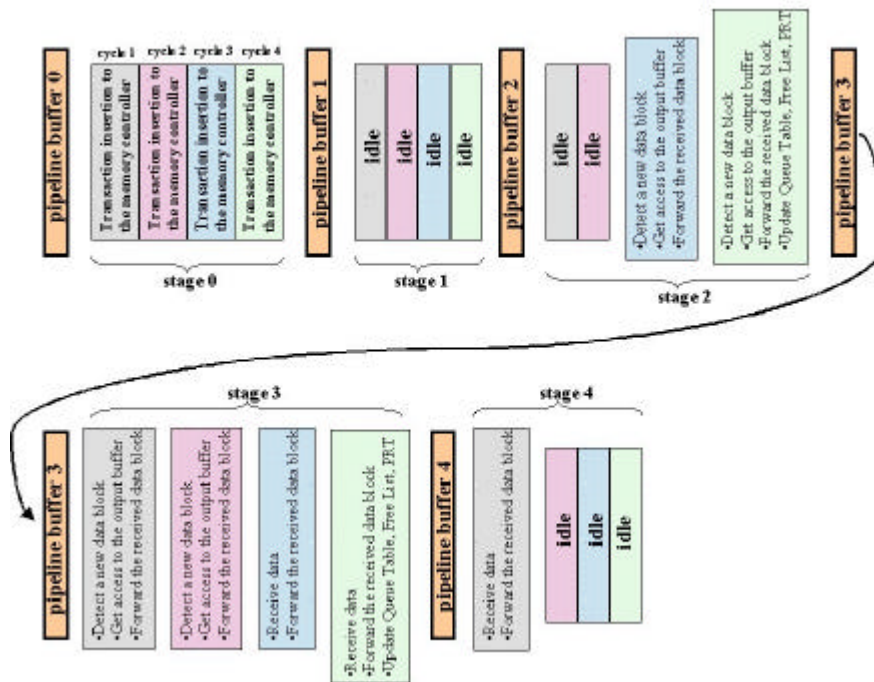 cycle 1 cycle 2 cycle 3 cycle 4
pipeline buffer 0
Transaction insertion to
the memory controller
Transaction insertion to
the memory controller
Transaction insertion to
the memory controller
Transaction insertion to
the memory controller
stage 0
pipeline buffer 1
idle
idle
idle
idle
stage 1
pipeline buffer 2
idle
idle
•Detect a new data block
•Get access to the output buffer
•Forward the received data block
•Detect a new data block
•Get access to the output buffer
•Forward the received data block
•Update Queue Table, Free List, PRT
stage 2
pipeline buffer 3
stage 3
pipeline buffer 3
•Detect a new data block
•Get access to the output buffer
•Forward the received data block
•Detect a new data block
•Get access to the output buffer
•Forward the received data block
•Receive data
•Forward the received data block
•Receive data
•Forward the received data block
•Update Queue Table, Free List, PRT
pipeline buffer 4
stage 4
•Receive data
•Forward the received data block
idle
idle
idle